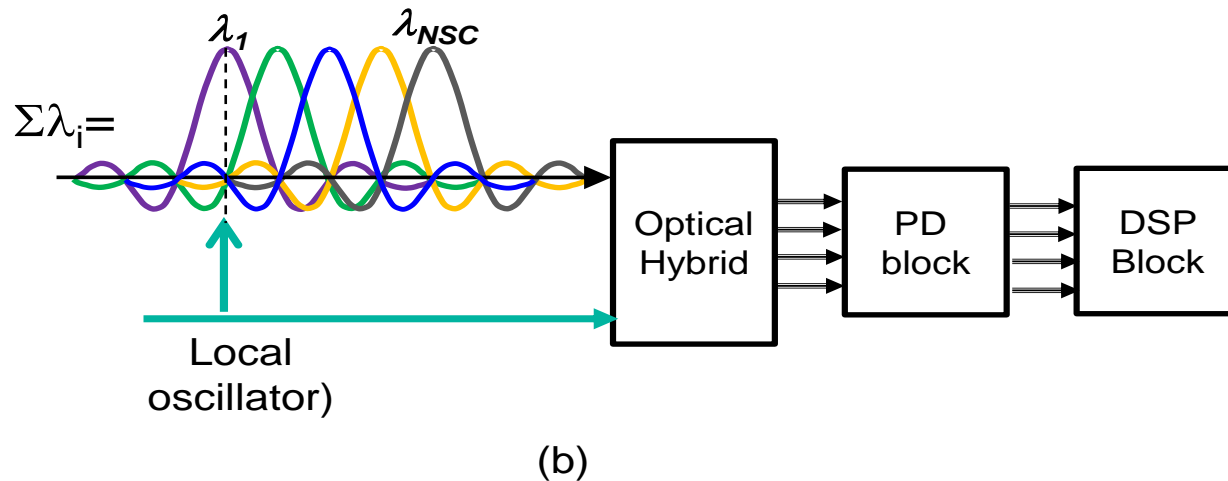 λ1 λNSC
Σλi=
Optical
Hybrid
PD
block
DSP
Block
Local
oscillator)
(b)